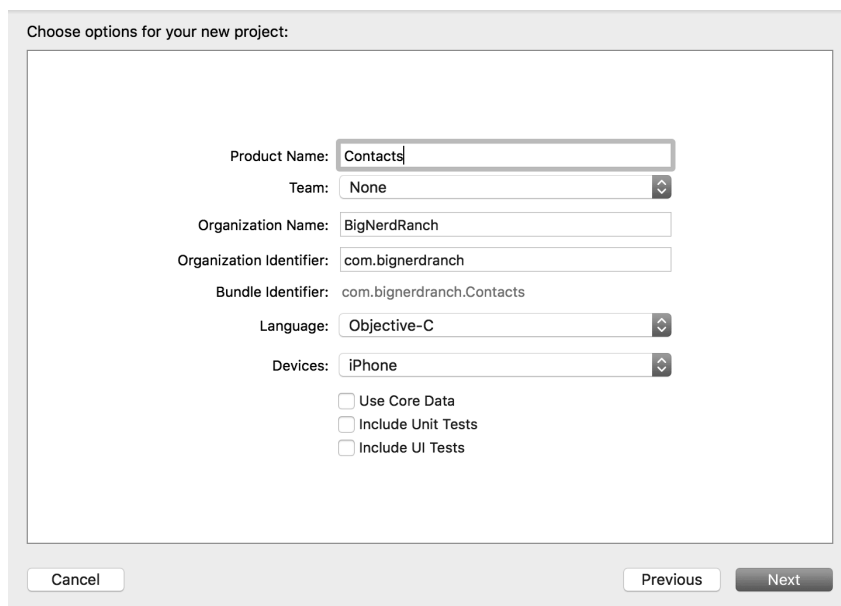 Choose options for your new project:
Product Name: Contacts
Team: None
Organization Name: BigNerdRanch
Organization Identifier: com.bignerdranch
Bundle Identifier: com.bignerdranch.Contacts
Language: Objective-C
Devices: iPhone
Use Core Data
Include Unit Tests
Include UI Tests
Cancel Previous Next